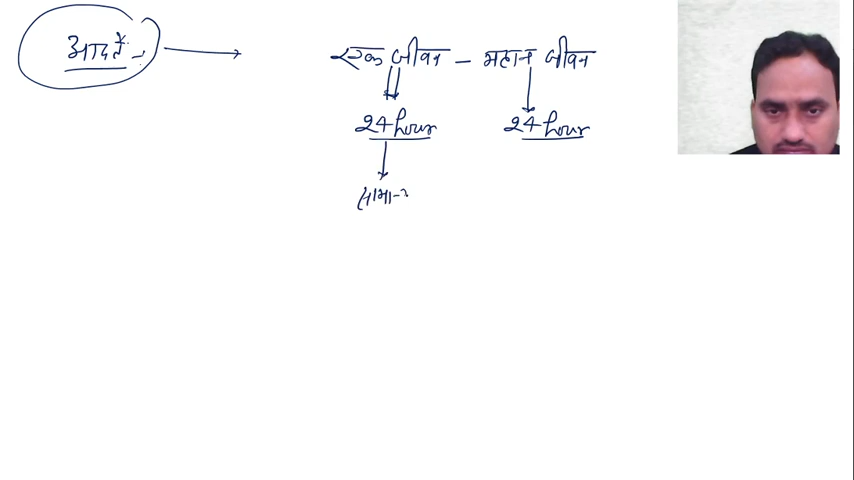 आदतें → एक जीवन – महान जीवन
24 hour 24 hour
सामान्य